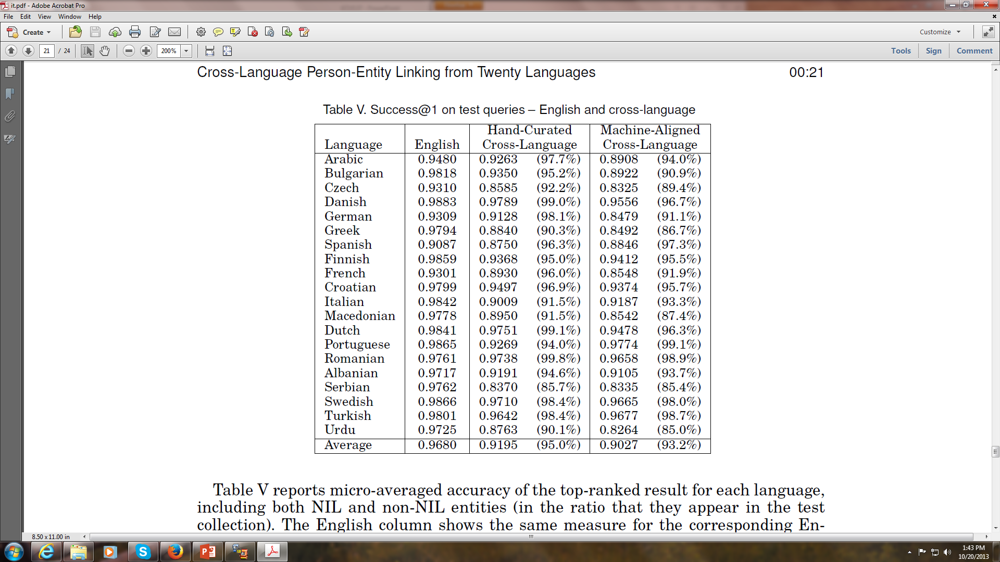 it.pdf - Adobe Acrobat Pro
File Edit View Window Help
Create
Customize
21 / 24
200%
Tools Sign Comment
Cross-Language Person-Entity Linking from Twenty Languages 00:21
Table V. Success@1 on test queries – English and cross-language
Hand-Curated Machine-Aligned
Language English Cross-Language Cross-Language
Arabic 0.9480 0.9263 (97.7%) 0.8908 (94.0%)
Bulgarian 0.9818 0.9350 (95.2%) 0.8922 (90.9%)
Czech 0.9310 0.8585 (92.2%) 0.8325 (89.4%)
Danish 0.9883 0.9789 (99.0%) 0.9556 (96.7%)
German 0.9309 0.9128 (98.1%) 0.8479 (91.1%)
Greek 0.9794 0.8840 (90.3%) 0.8492 (86.7%)
Spanish 0.9087 0.8750 (96.3%) 0.8846 (97.3%)
Finnish 0.9859 0.9368 (95.0%) 0.9412 (95.5%)
French 0.9301 0.8930 (96.0%) 0.8548 (91.9%)
Croatian 0.9799 0.9497 (96.9%) 0.9374 (95.7%)
Italian 0.9842 0.9009 (91.5%) 0.9187 (93.3%)
Macedonian 0.9778 0.8950 (91.5%) 0.8542 (87.4%)
Dutch 0.9841 0.9751 (99.1%) 0.9478 (96.3%)
Portuguese 0.9865 0.9269 (94.0%) 0.9774 (99.1%)
Romanian 0.9761 0.9738 (99.8%) 0.9658 (98.9%)
Albanian 0.9717 0.9191 (94.6%) 0.9105 (93.7%)
Serbian 0.9762 0.8370 (85.7%) 0.8335 (85.4%)
Swedish 0.9866 0.9710 (98.4%) 0.9665 (98.0%)
Turkish 0.9801 0.9642 (98.4%) 0.9677 (98.7%)
Urdu 0.9725 0.8763 (90.1%) 0.8264 (85.0%)
Average 0.9680 0.9195 (95.0%) 0.9027 (93.2%)
Table V reports micro-averaged accuracy of the top-ranked result for each language,
including both NIL and non-NIL entities (in the ratio that they appear in the test
collection). The English column shows the same measure for the corresponding En-
8.50 x 11.00 in
1:43 PM
10/20/2013